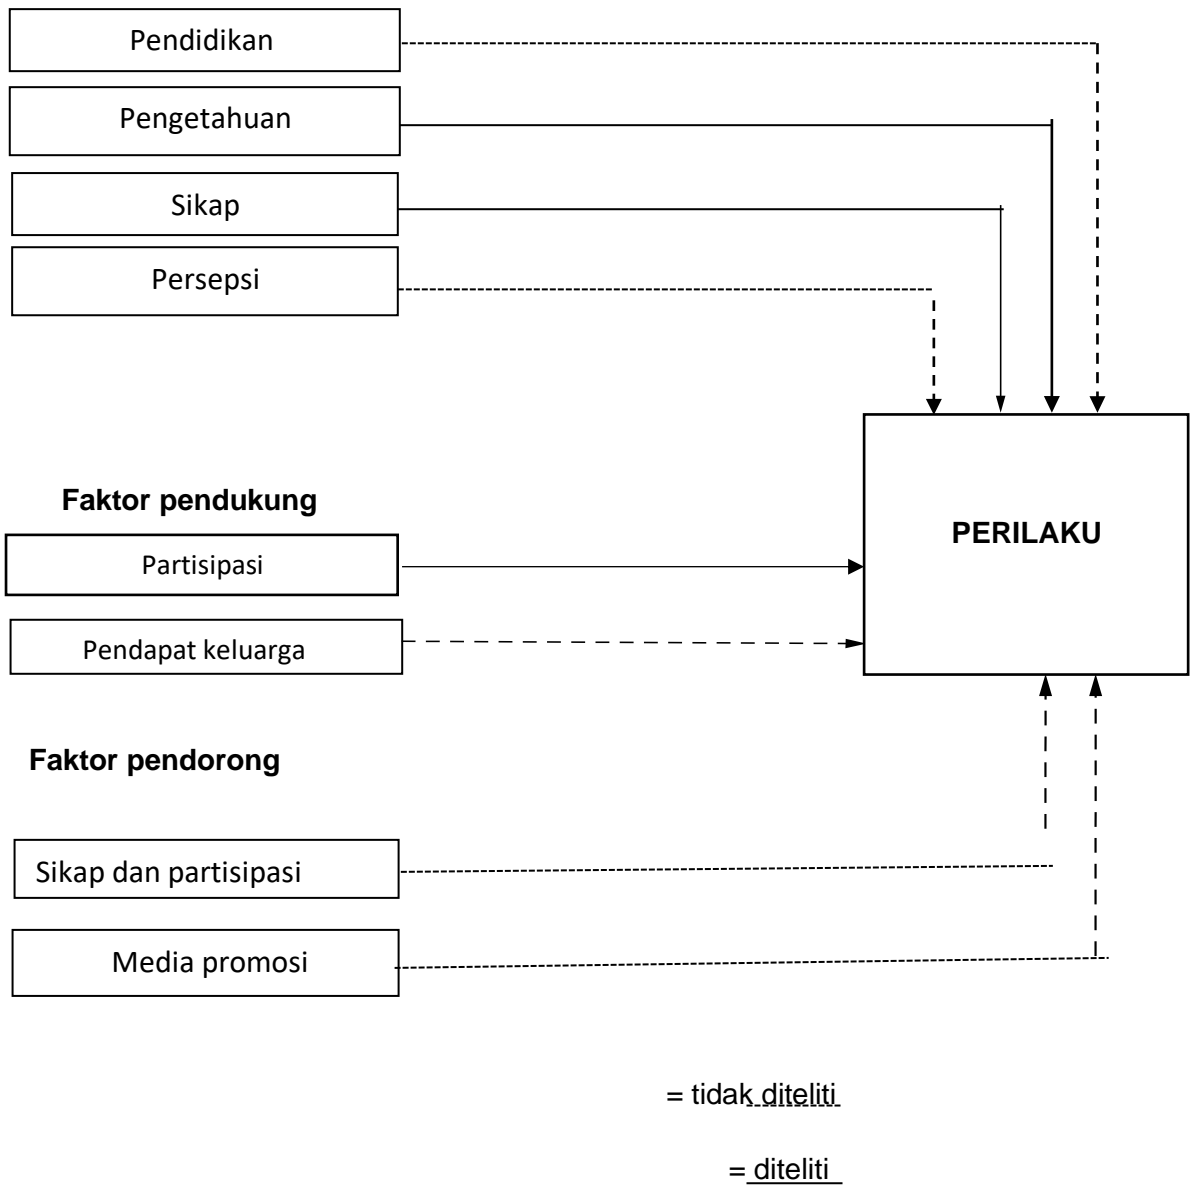 Pendidikan
Pengetahuan
Sikap
Persepsi
Faktor pendukung
PERILAKU
Partisipasi
Pendapat keluarga
Faktor pendorong
Sikap dan partisipasi
Media promosi
= tidak diteliti
= diteliti